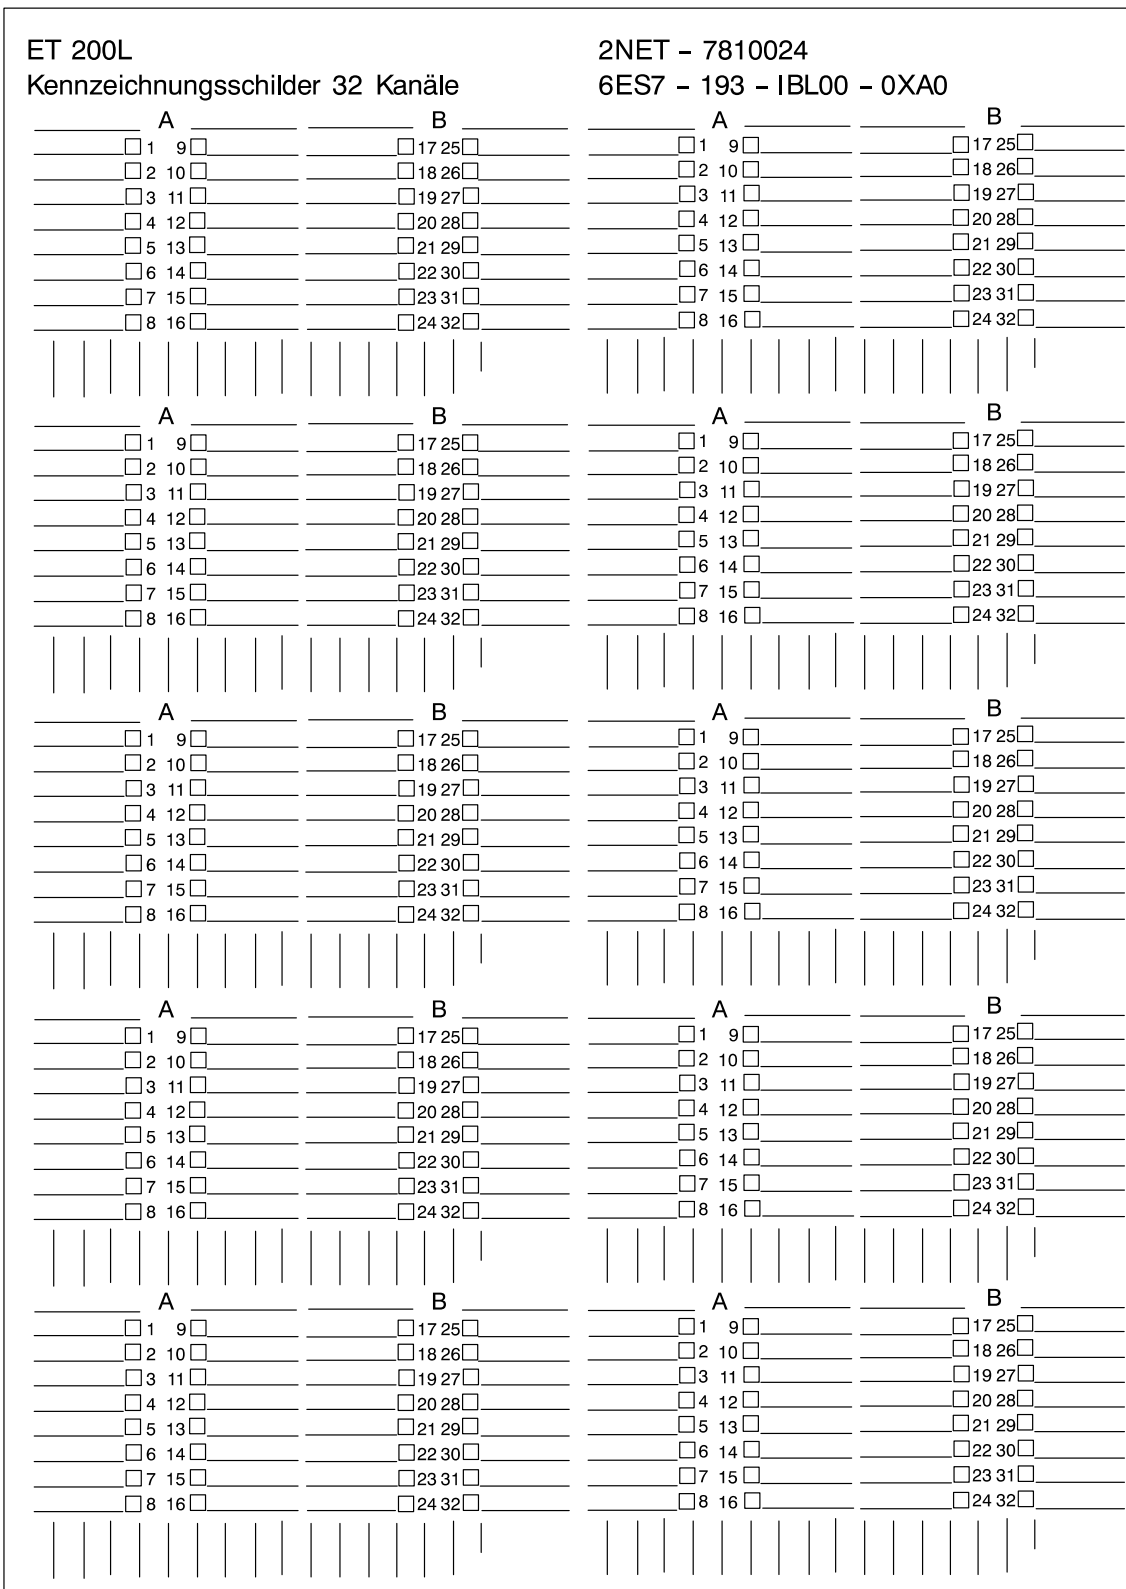 ET 200L 2NET – 7810024
Kennzeichnungsschilder 32 Kanäle 6ES7 – 193 – IBL00 – 0XA0
A B A B
1 9 17 25 1 9 17 25
2 10 18 26 2 10 18 26
3 11 19 27 3 11 19 27
4 12 20 28 4 12 20 28
5 13 21 29 5 13 21 29
6 14 22 30 6 14 22 30
7 15 23 31 7 15 23 31
8 16 24 32 8 16 24 32
A B A B
1 9 17 25 1 9 17 25
2 10 18 26 2 10 18 26
3 11 19 27 3 11 19 27
4 12 20 28 4 12 20 28
5 13 21 29 5 13 21 29
6 14 22 30 6 14 22 30
7 15 23 31 7 15 23 31
8 16 24 32 8 16 24 32
A B A B
1 9 17 25 1 9 17 25
2 10 18 26 2 10 18 26
3 11 19 27 3 11 19 27
4 12 20 28 4 12 20 28
5 13 21 29 5 13 21 29
6 14 22 30 6 14 22 30
7 15 23 31 7 15 23 31
8 16 24 32 8 16 24 32
A B A B
1 9 17 25 1 9 17 25
2 10 18 26 2 10 18 26
3 11 19 27 3 11 19 27
4 12 20 28 4 12 20 28
5 13 21 29 5 13 21 29
6 14 22 30 6 14 22 30
7 15 23 31 7 15 23 31
8 16 24 32 8 16 24 32
A B A B
1 9 17 25 1 9 17 25
2 10 18 26 2 10 18 26
3 11 19 27 3 11 19 27
4 12 20 28 4 12 20 28
5 13 21 29 5 13 21 29
6 14 22 30 6 14 22 30
7 15 23 31 7 15 23 31
8 16 24 32 8 16 24 32